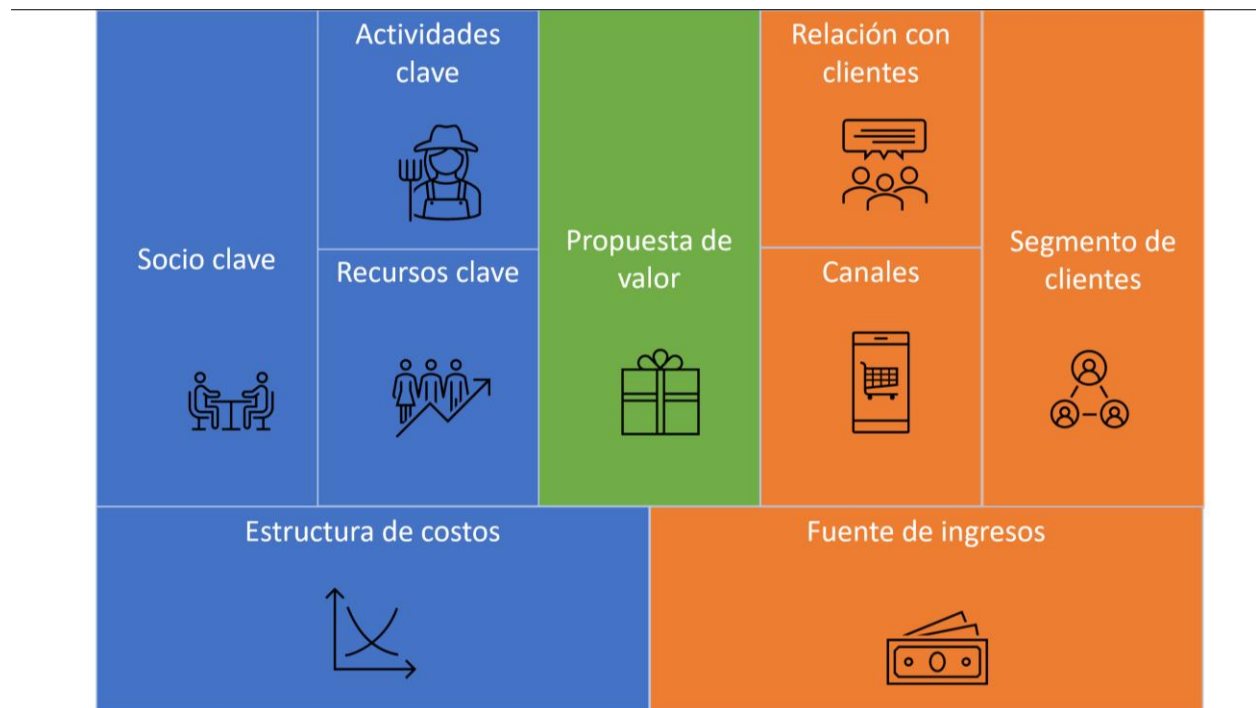 Socio clave
Actividades
clave
Recursos clave
Propuesta de
valor
Relación con
clientes
Canales
Segmento de
clientes
Estructura de costos
Fuente de ingresos